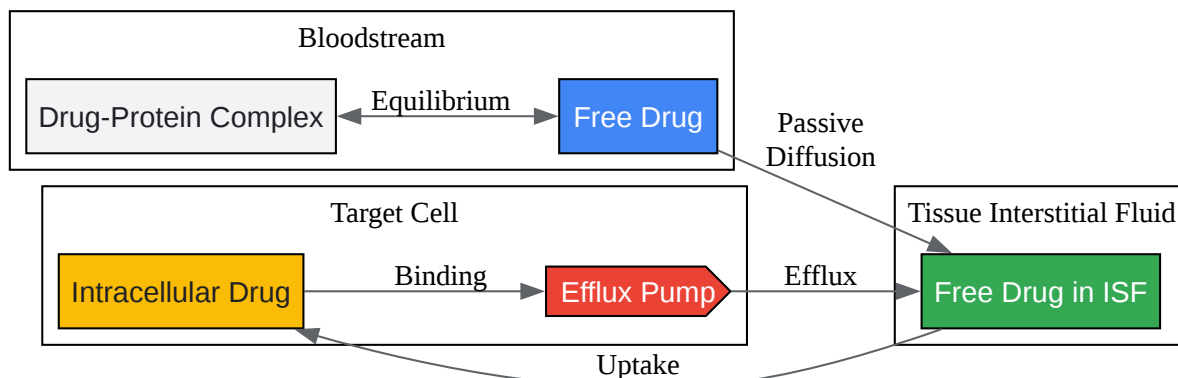 Bloodstream
Drug-Protein Complex
Equilibrium
Free Drug
Passive
Diffusion
Target Cell
Tissue Interstitial Fluid
Intracellular Drug
Binding
Efflux Pump
Efflux
Free Drug in ISF
Uptake